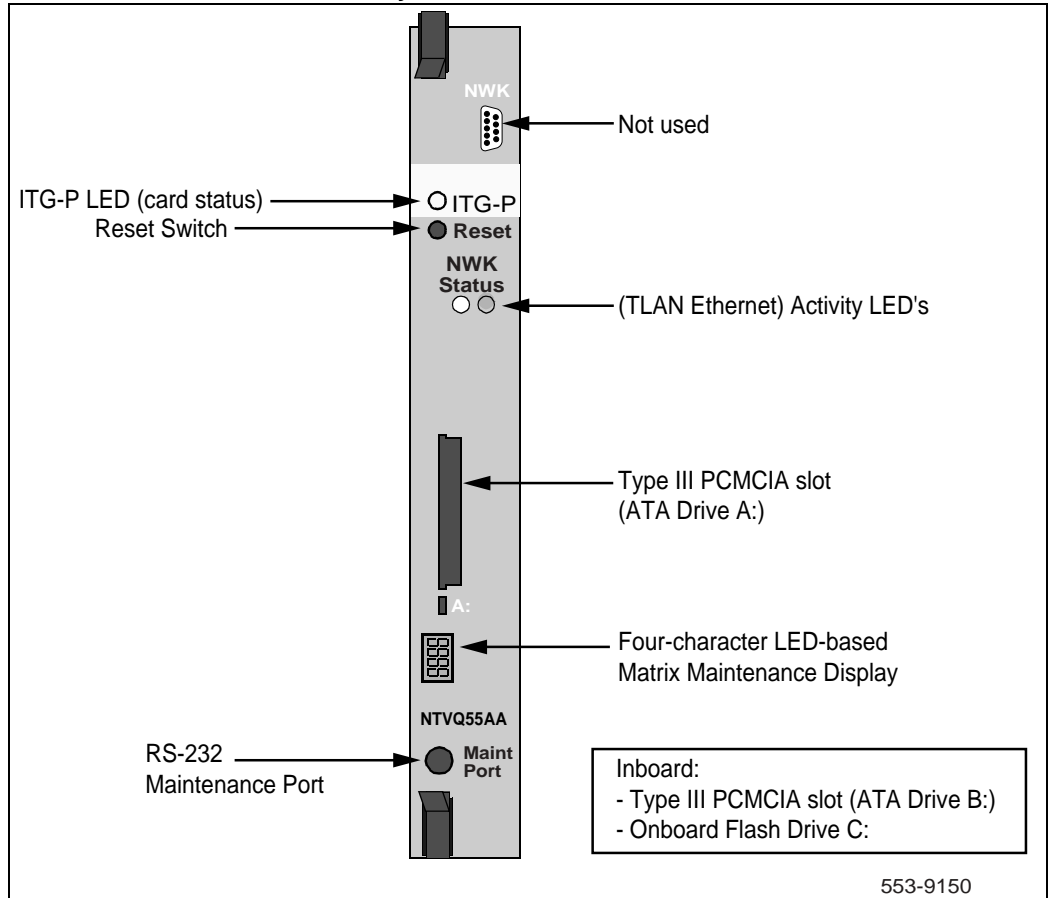 NWK
Not used
ITG-P LED (card status)
ITG-P
Reset Switch
Reset
NWK
Status
(TLAN Ethernet) Activity LED's
Type III PCMCIA slot
(ATA Drive A:)
A:
Four-character LED-based
Matrix Maintenance Display
NTVQ55AA
RS-232
Maintenance Port
Maint
Port
Inboard:
- Type III PCMCIA slot (ATA Drive B:)
- Onboard Flash Drive C:
553-9150